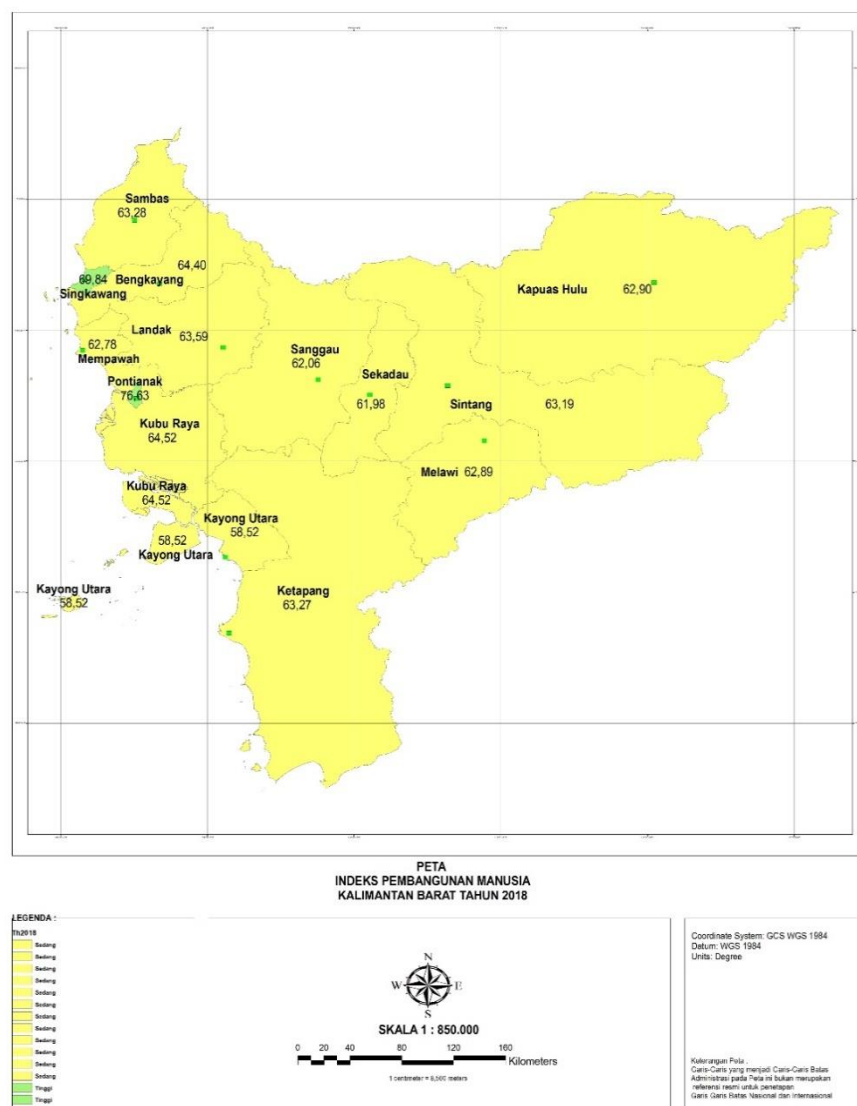 Sambas
63,28
64,40
69,84
Bengkayang
Singkawang
Kapuas Hulu
62,90
Landak
63,59
62,78
Mempawah
Sanggau
62,06
Sekadau
61,98
Pontianak
76,63
Sintang
63,19
Kubu Raya
64,52
Melawi 62,89
Kubu Raya
64,52
Kayong Utara
58,52
58,52
Kayong Utara
Kayong Utara
58,52
Ketapang
63,27
PETA
INDEKS PEMBANGUNAN MANUSIA
KALIMANTAN BARAT TAHUN 2018
LEGENDA :
Th2018
Sedang
Sedang
Sedang
Sedang
Sedang
Sedang
Sedang
Sedang
Sedang
Sedang
Sedang
Sedang
Tinggi
Tinggi
N
W E
S
SKALA 1 : 850.000
0 20 40 80 120 160
Kilometers
1 centimeter = 8,500 meters
Coordinate System: GCS WGS 1984
Datum: WGS 1984
Units: Degree
Keterangan Peta :
Garis-Garis yang menjadi Garis-Garis Batas
Administrasi pada Peta ini bukan merupakan
referensi resmi untuk penetapan
Garis Garis Batas Nasional dan Internasional